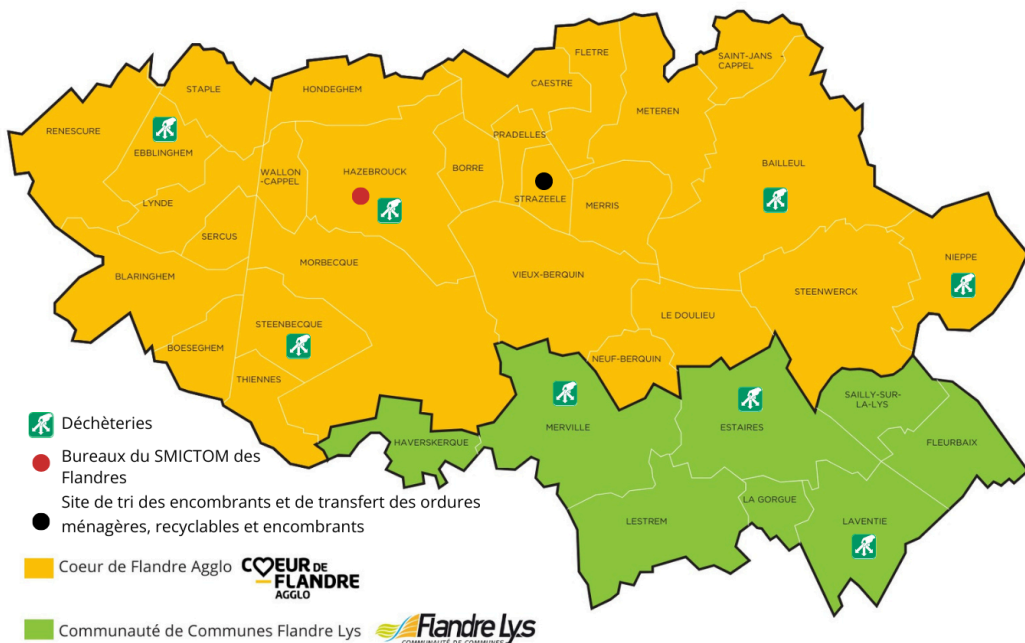 FLETRE
SAINT-JANS -
CAPPEL
STAPLE
HONDEGHEM
CAESTRE
METEREN
RENESCURE
PRADELLES
EBBLINGHEM
WALLON
-CAPPEL
HAZEBROUCK
BORRE
BAILLEUL
LYNDE
STRAZEELE
MERRIS
SERCUS
MORBECQUE
NIEPPE
BLARINGHEM
VIEUX-BERQUIN
STEENWERCK
STEENBECQUE
LE DOULIEU
BOESEGHEM
NEUF-BERQUIN
THIENNES
SAILLY-SUR-
LA-LYS
MERVILLE
ESTAIRES
HAVERSKERQUE
FLEURBAIX
LA GORGUE
LESTREM
LAVENTIE
Déchèteries
Bureaux du SMICTOM des
Flandres
Site de tri des encombrants et de transfert des ordures
ménagères, recyclables et encombrants
Coeur de Flandre Agglo
CŒUR DE
FLANDRE
AGGLO
Communauté de Communes Flandre Lys
Flandre Lys
COMMUNAUTÉ DE COMMUNES